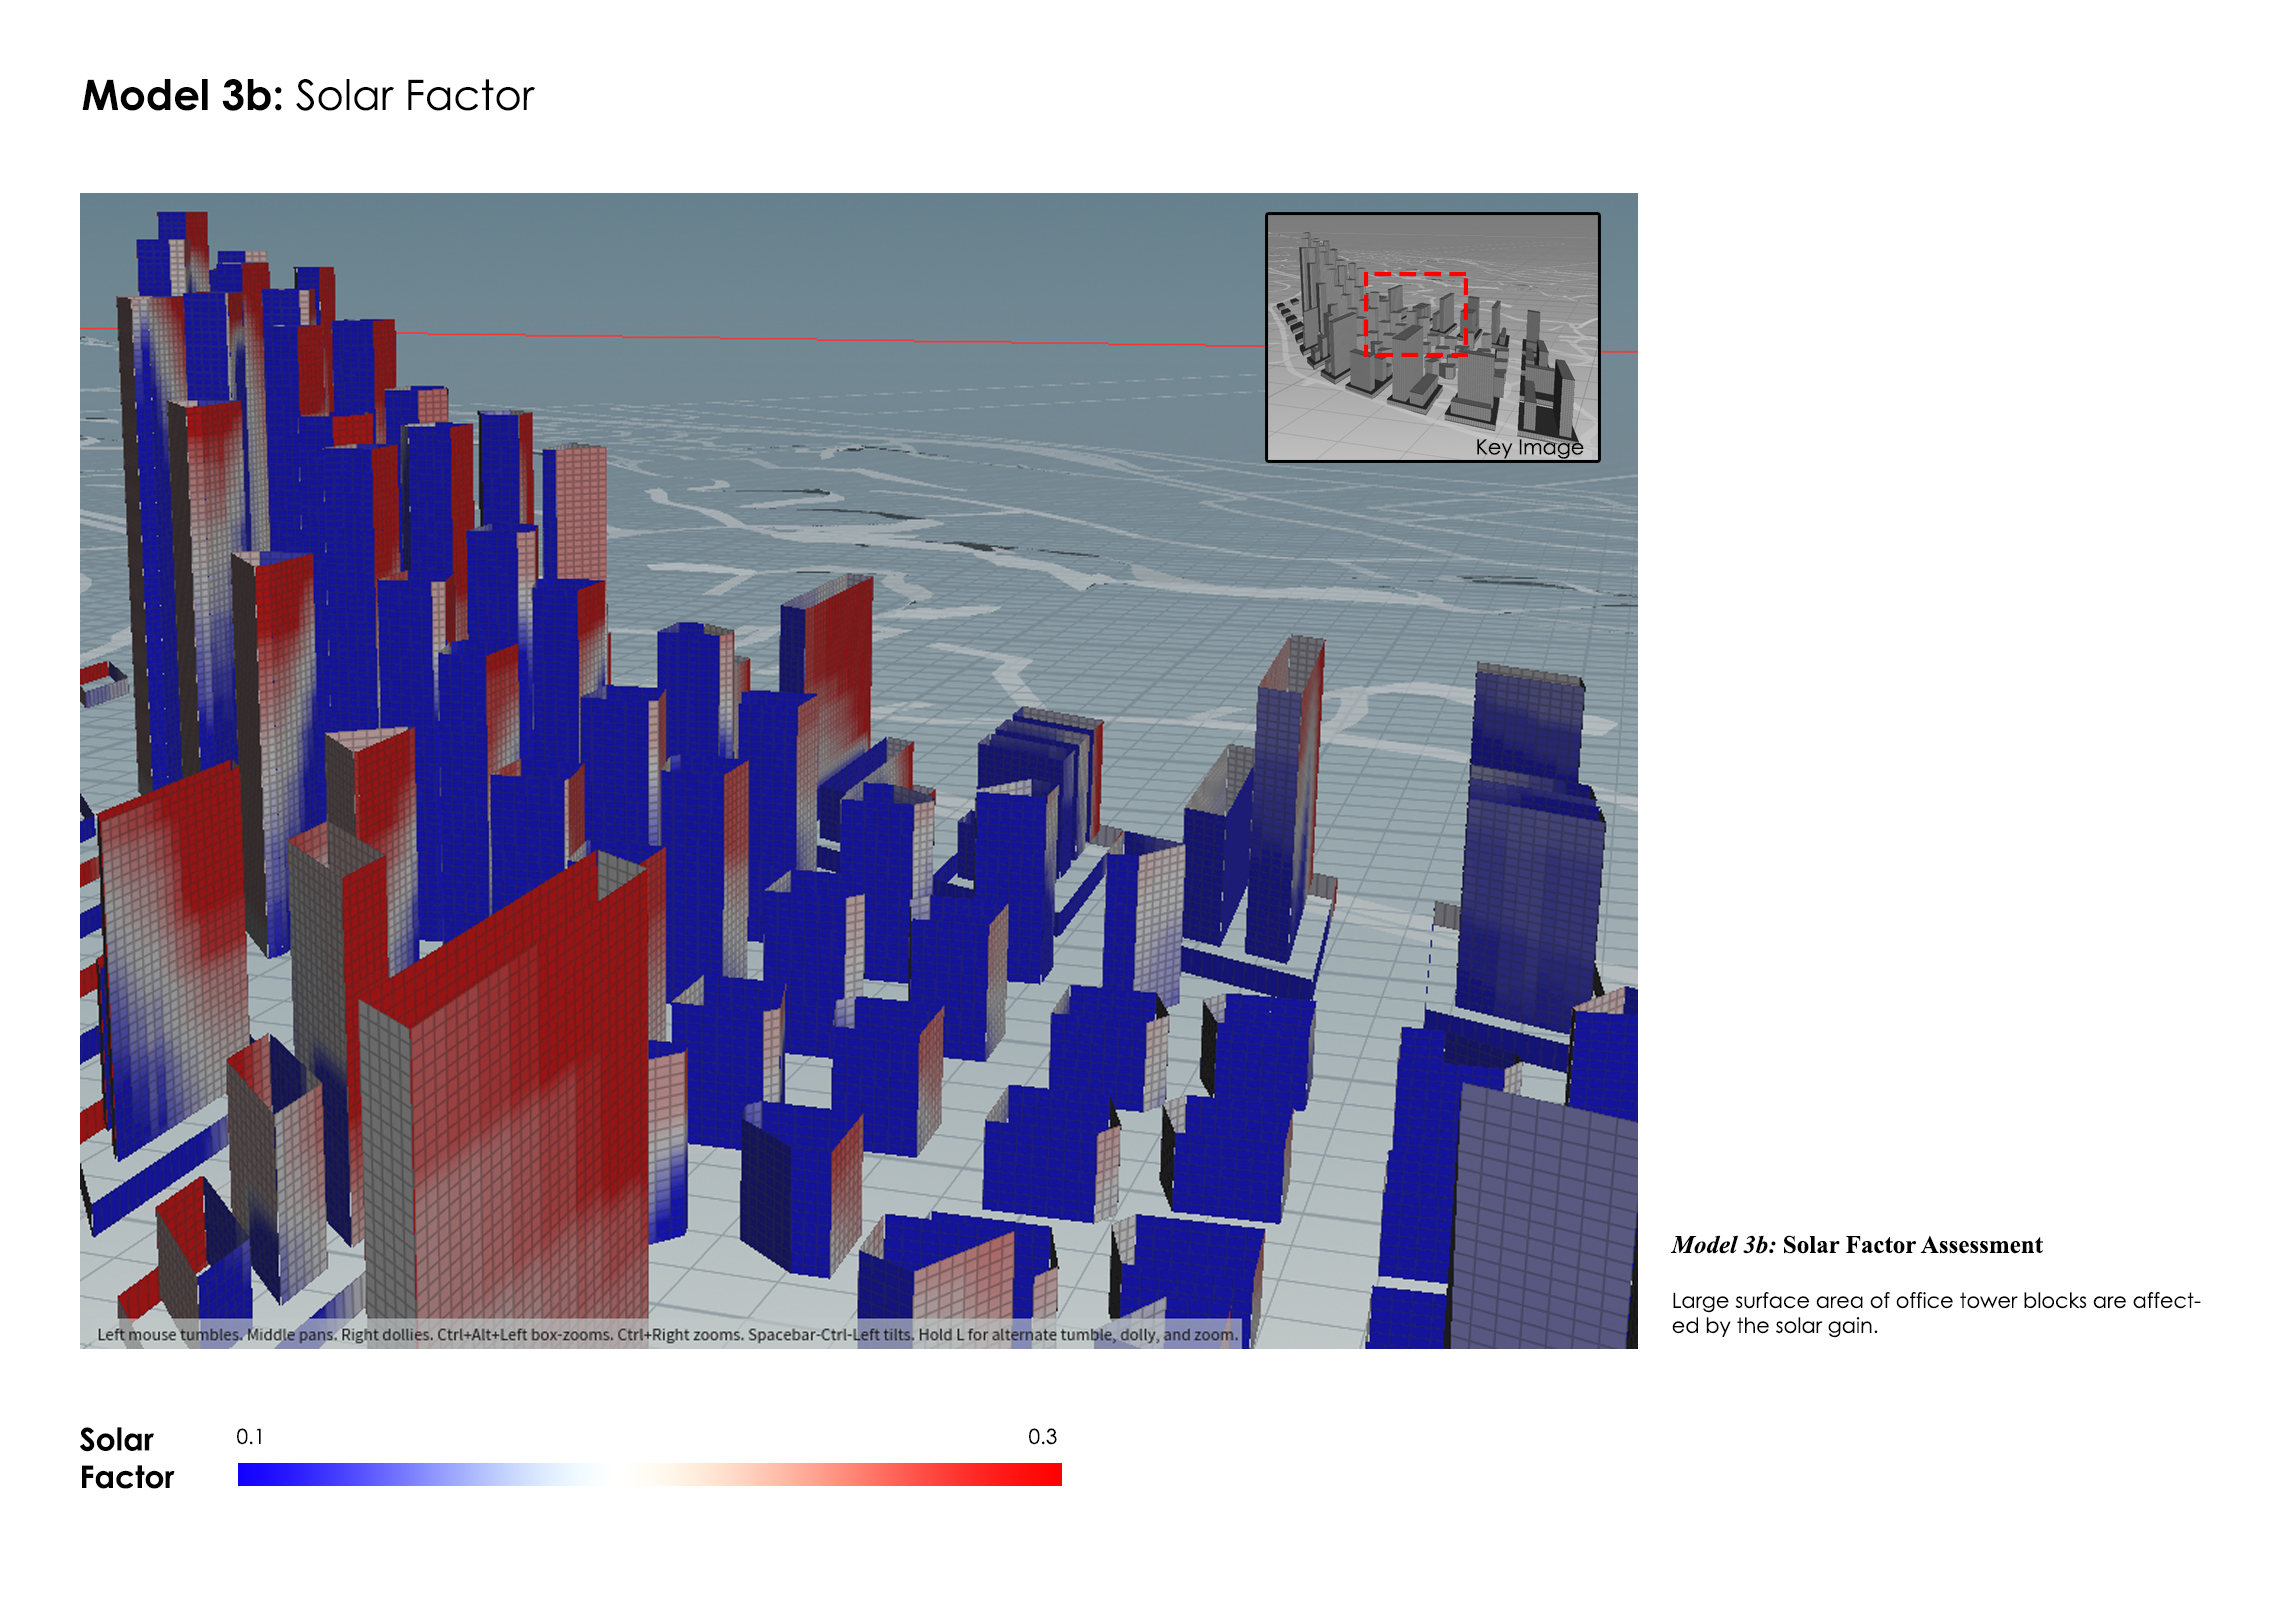 Model 3b: Solar Factor
Key Image
Left mouse tumbles. Middle pans. Right dollies. Ctrl+Alt+Left box-zooms. Ctrl+Right zooms. Spacebar-Ctrl-Left tilts. Hold L for alternate tumble, dolly, and zoom.
Model 3b: Solar Factor Assessment
Large surface area of office tower blocks are affect-
ed by the solar gain.
Solar
Factor
0.1
0.3